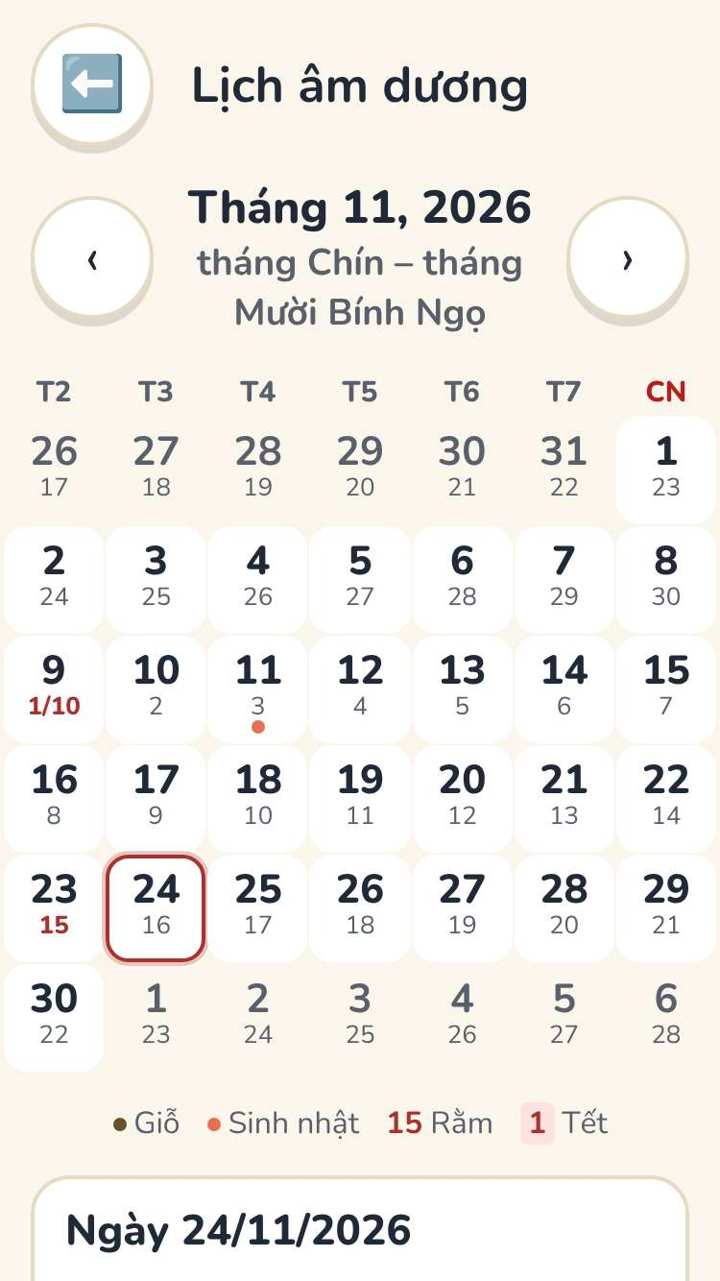 Lịch âm dương
Tháng 11, 2026
‹
tháng Chín – tháng
›
Mười Bính Ngọ
T2 T3 T4 T5 T6 T7 CN
26 27 28 29 30 31 1
17 18 19 20 21 22 23
2 3 4 5 6 7 8
24 25 26 27 28 29 30
9 10 11 12 13 14 15
1/10 2 3 4 5 6 7
16 17 18 19 20 21 22
8 9 10 11 12 13 14
23 24 25 26 27 28 29
15 16 17 18 19 20 21
30 1 2 3 4 5 6
22 23 24 25 26 27 28
Giỗ Sinh nhật 15 Rằm 1 Tết
Ngày 24/11/2026